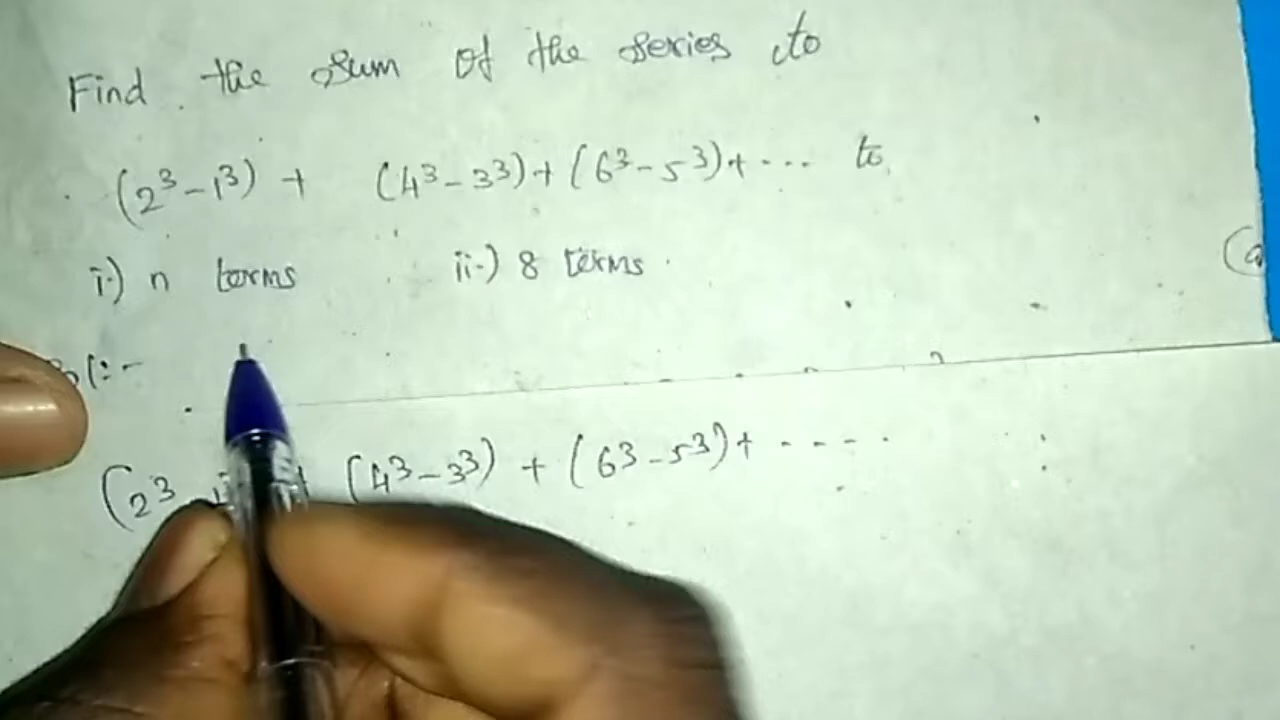 Find the sum of the series to
(2³-1³) + (4³-3³)+(6³-5³)+... to
i·) n terms ii·) 8 terms.
(2³ (4³-3³) + (6³-5³)+ ----.